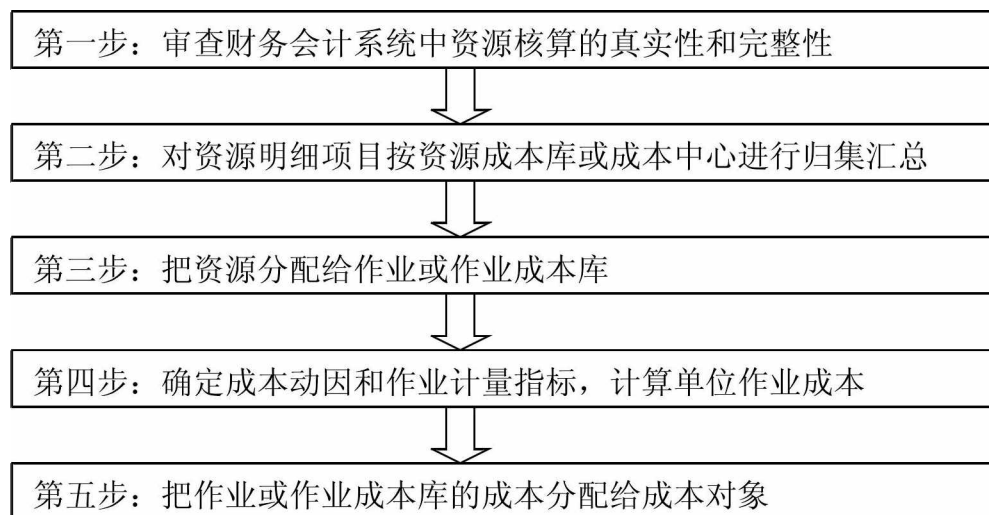 第一步：审查财务会计系统中资源核算的真实性和完整性
第二步：对资源明细项目按资源成本库或成本中心进行归集汇总
第三步：把资源分配给作业或作业成本库
第四步：确定成本动因和作业计量指标，计算单位作业成本
第五步：把作业或作业成本库的成本分配给成本对象